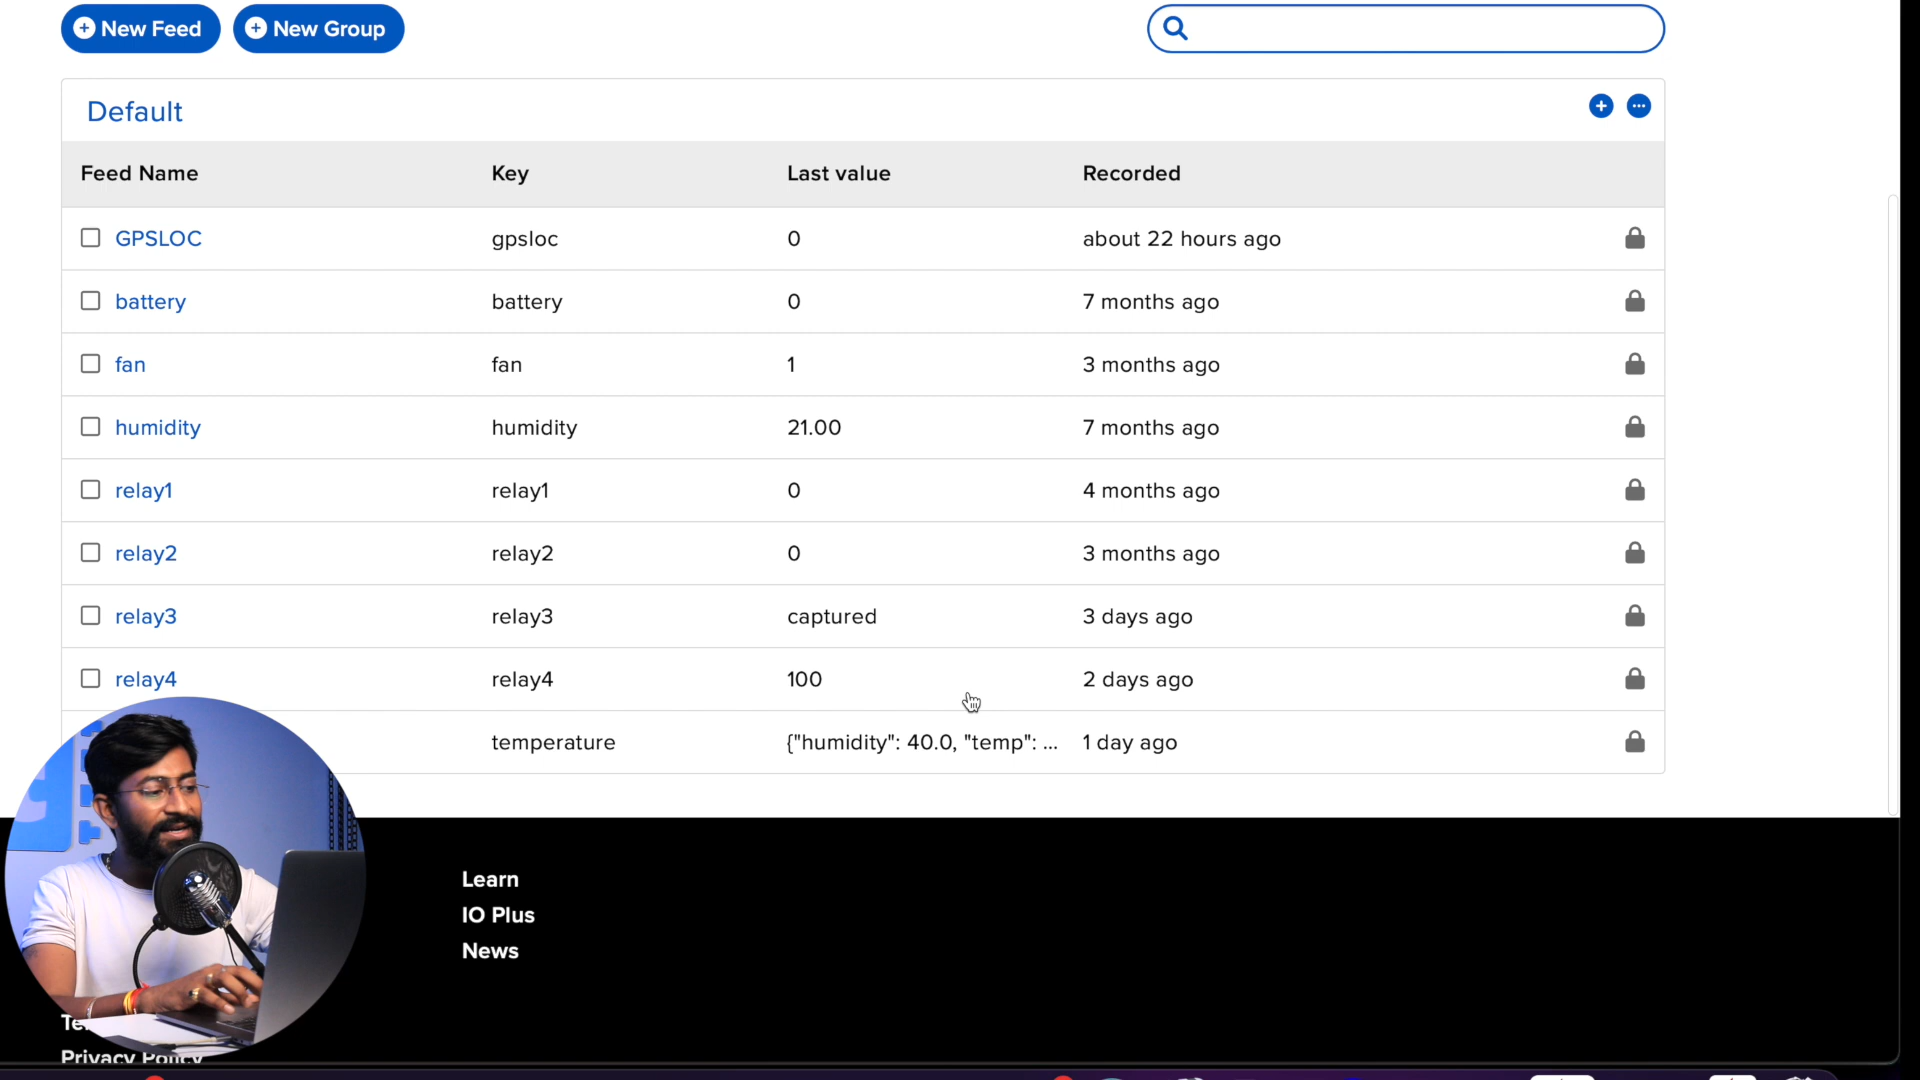 New Feed New Group
Default
Feed Name Key Last value Recorded
GPSLOC gpsloc 0 about 22 hours ago
battery battery 0 7 months ago
fan fan 1 3 months ago
humidity humidity 21.00 7 months ago
relay1 relay1 0 4 months ago
relay2 relay2 0 3 months ago
relay3 relay3 captured 3 days ago
relay4 relay4 100 2 days ago
temperature {"humidity": 40.0, "temp": ... 1 day ago
Learn
IO Plus
News
Privacy Policy